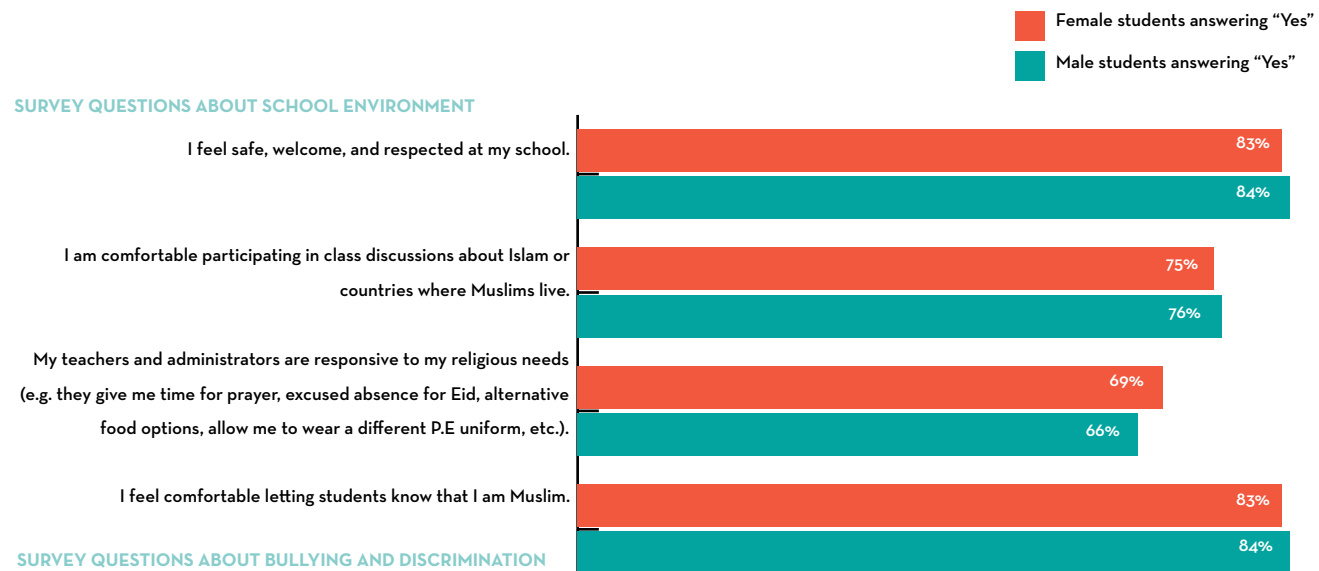 Female students answering “Yes”
Male students answering “Yes”
SURVEY QUESTIONS ABOUT SCHOOL ENVIRONMENT
I feel safe, welcome, and respected at my school.
83%
84%
I am comfortable participating in class discussions about Islam or
countries where Muslims live.
75%
76%
My teachers and administrators are responsive to my religious needs
(e.g. they give me time for prayer, excused absence for Eid, alternative
food options, allow me to wear a different P.E uniform, etc.).
69%
66%
I feel comfortable letting students know that I am Muslim.
83%
84%
SURVEY QUESTIONS ABOUT BULLYING AND DISCRIMINATION